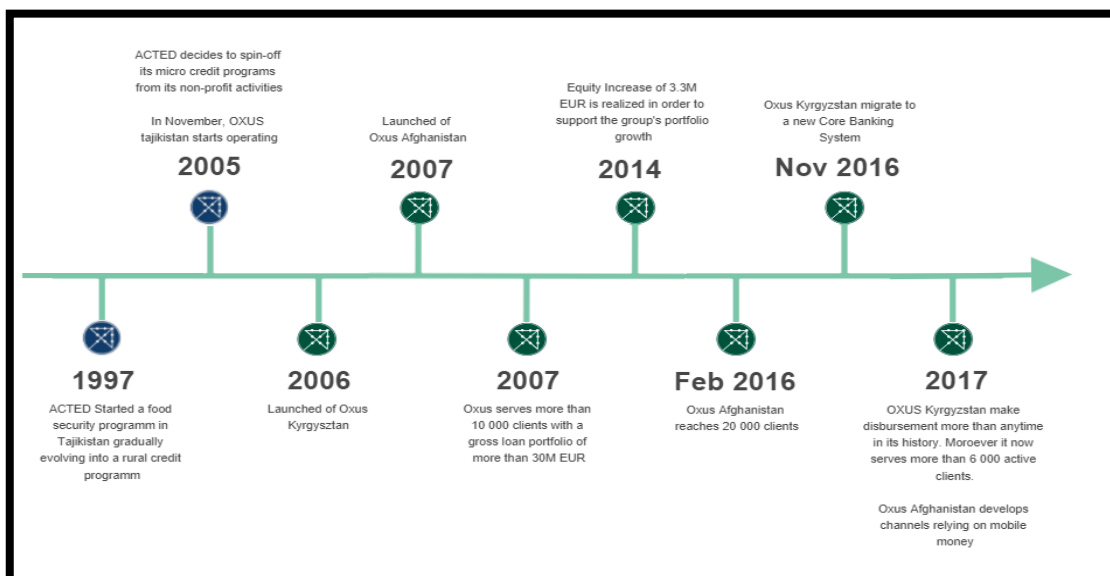 ACTED decides to spin-off
its micro credit programs
from its non-profit activities
In November, OXUS
tajikistan starts operating
2005
Launched of
Oxus Afghanistan
2007
Equity Increase of 3.3M
EUR is realized in order to
support the group's portfolio
growth
2014
Oxus Kyrgyzstan migrate to
a new Core Banking
System
Nov 2016
1997
ACTED Started a food
security programm in
Tajikistan gradually
evolving into a rural credit
programm
2006
Launched of Oxus
Kyrgysztan
2007
Oxus serves more than
10 000 clients with a
gross loan portfolio of
more than 30M EUR
Feb 2016
Oxus Afghanistan
reaches 20 000 clients
2017
OXUS Kyrgyzstan make
disbursement more than anytime
in its history. Moroever it now
serves more than 6 000 active
clients.
Oxus Afghanistan develops
channels relying on mobile
money